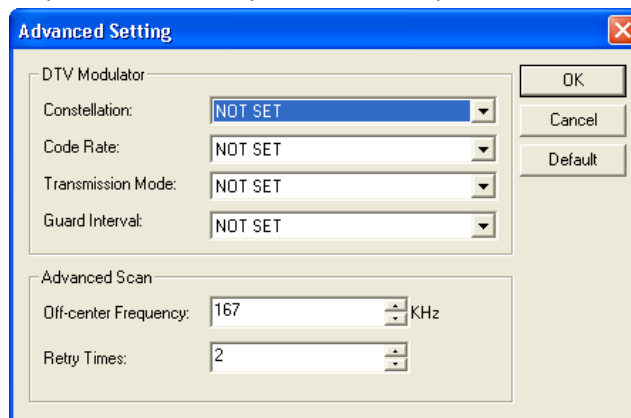 Advanced Setting
DTV Modulator
Constellation: NOT SET
Code Rate: NOT SET
Transmission Mode: NOT SET
Guard Interval: NOT SET
Advanced Scan
Off-center Frequency: 167 KHz
Retry Times: 2
OK
Cancel
Default